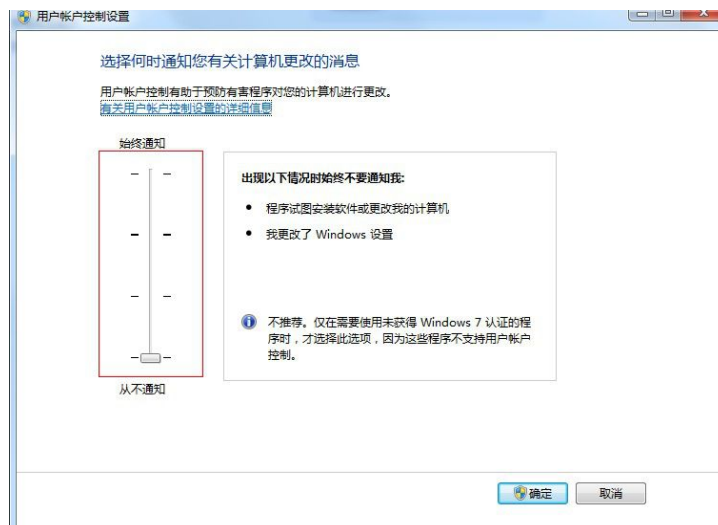 用户帐户控制设置
选择何时通知您有关计算机更改的消息
用户帐户控制有助于预防有害程序对您的计算机进行更改。
有关用户帐户控制设置的详细信息
始终通知
出现以下情况时始终不要通知我:
程序试图安装软件或更改我的计算机
我更改了 Windows 设置
不推荐。仅在需要使用未获得 Windows 7 认证的程
序时，才选择此选项，因为这些程序不支持用户帐户
控制。
从不通知
确定
取消